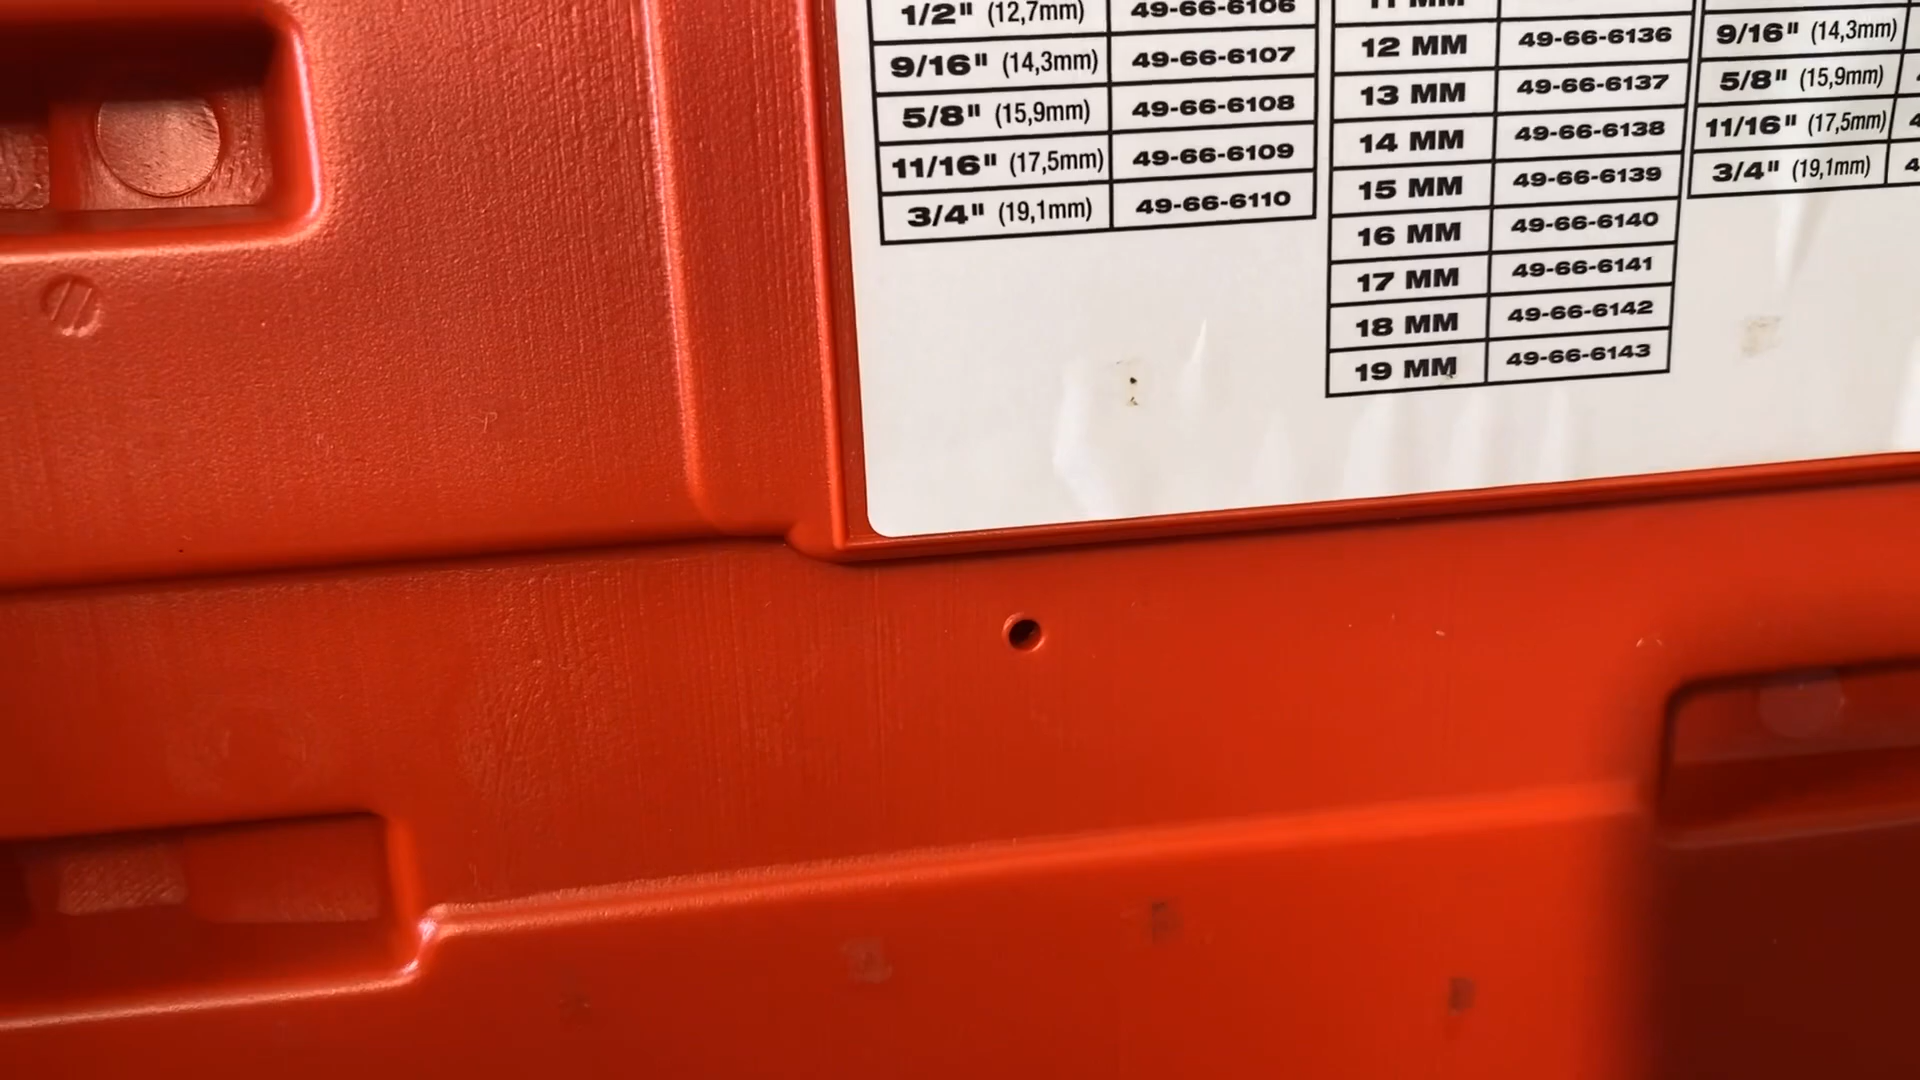 1/2" (12,7mm) 49-66-6106
9/16" (14,3mm) 49-66-6107
5/8" (15,9mm) 49-66-6108
11/16" (17,5mm) 49-66-6109
3/4" (19,1mm) 49-66-6110
11 MM
12 MM 49-66-6136
13 MM 49-66-6137
14 MM 49-66-6138
15 MM 49-66-6139
16 MM 49-66-6140
17 MM 49-66-6141
18 MM 49-66-6142
19 MM 49-66-6143
9/16" (14,3mm)
5/8" (15,9mm)
11/16" (17,5mm)
3/4" (19,1mm)